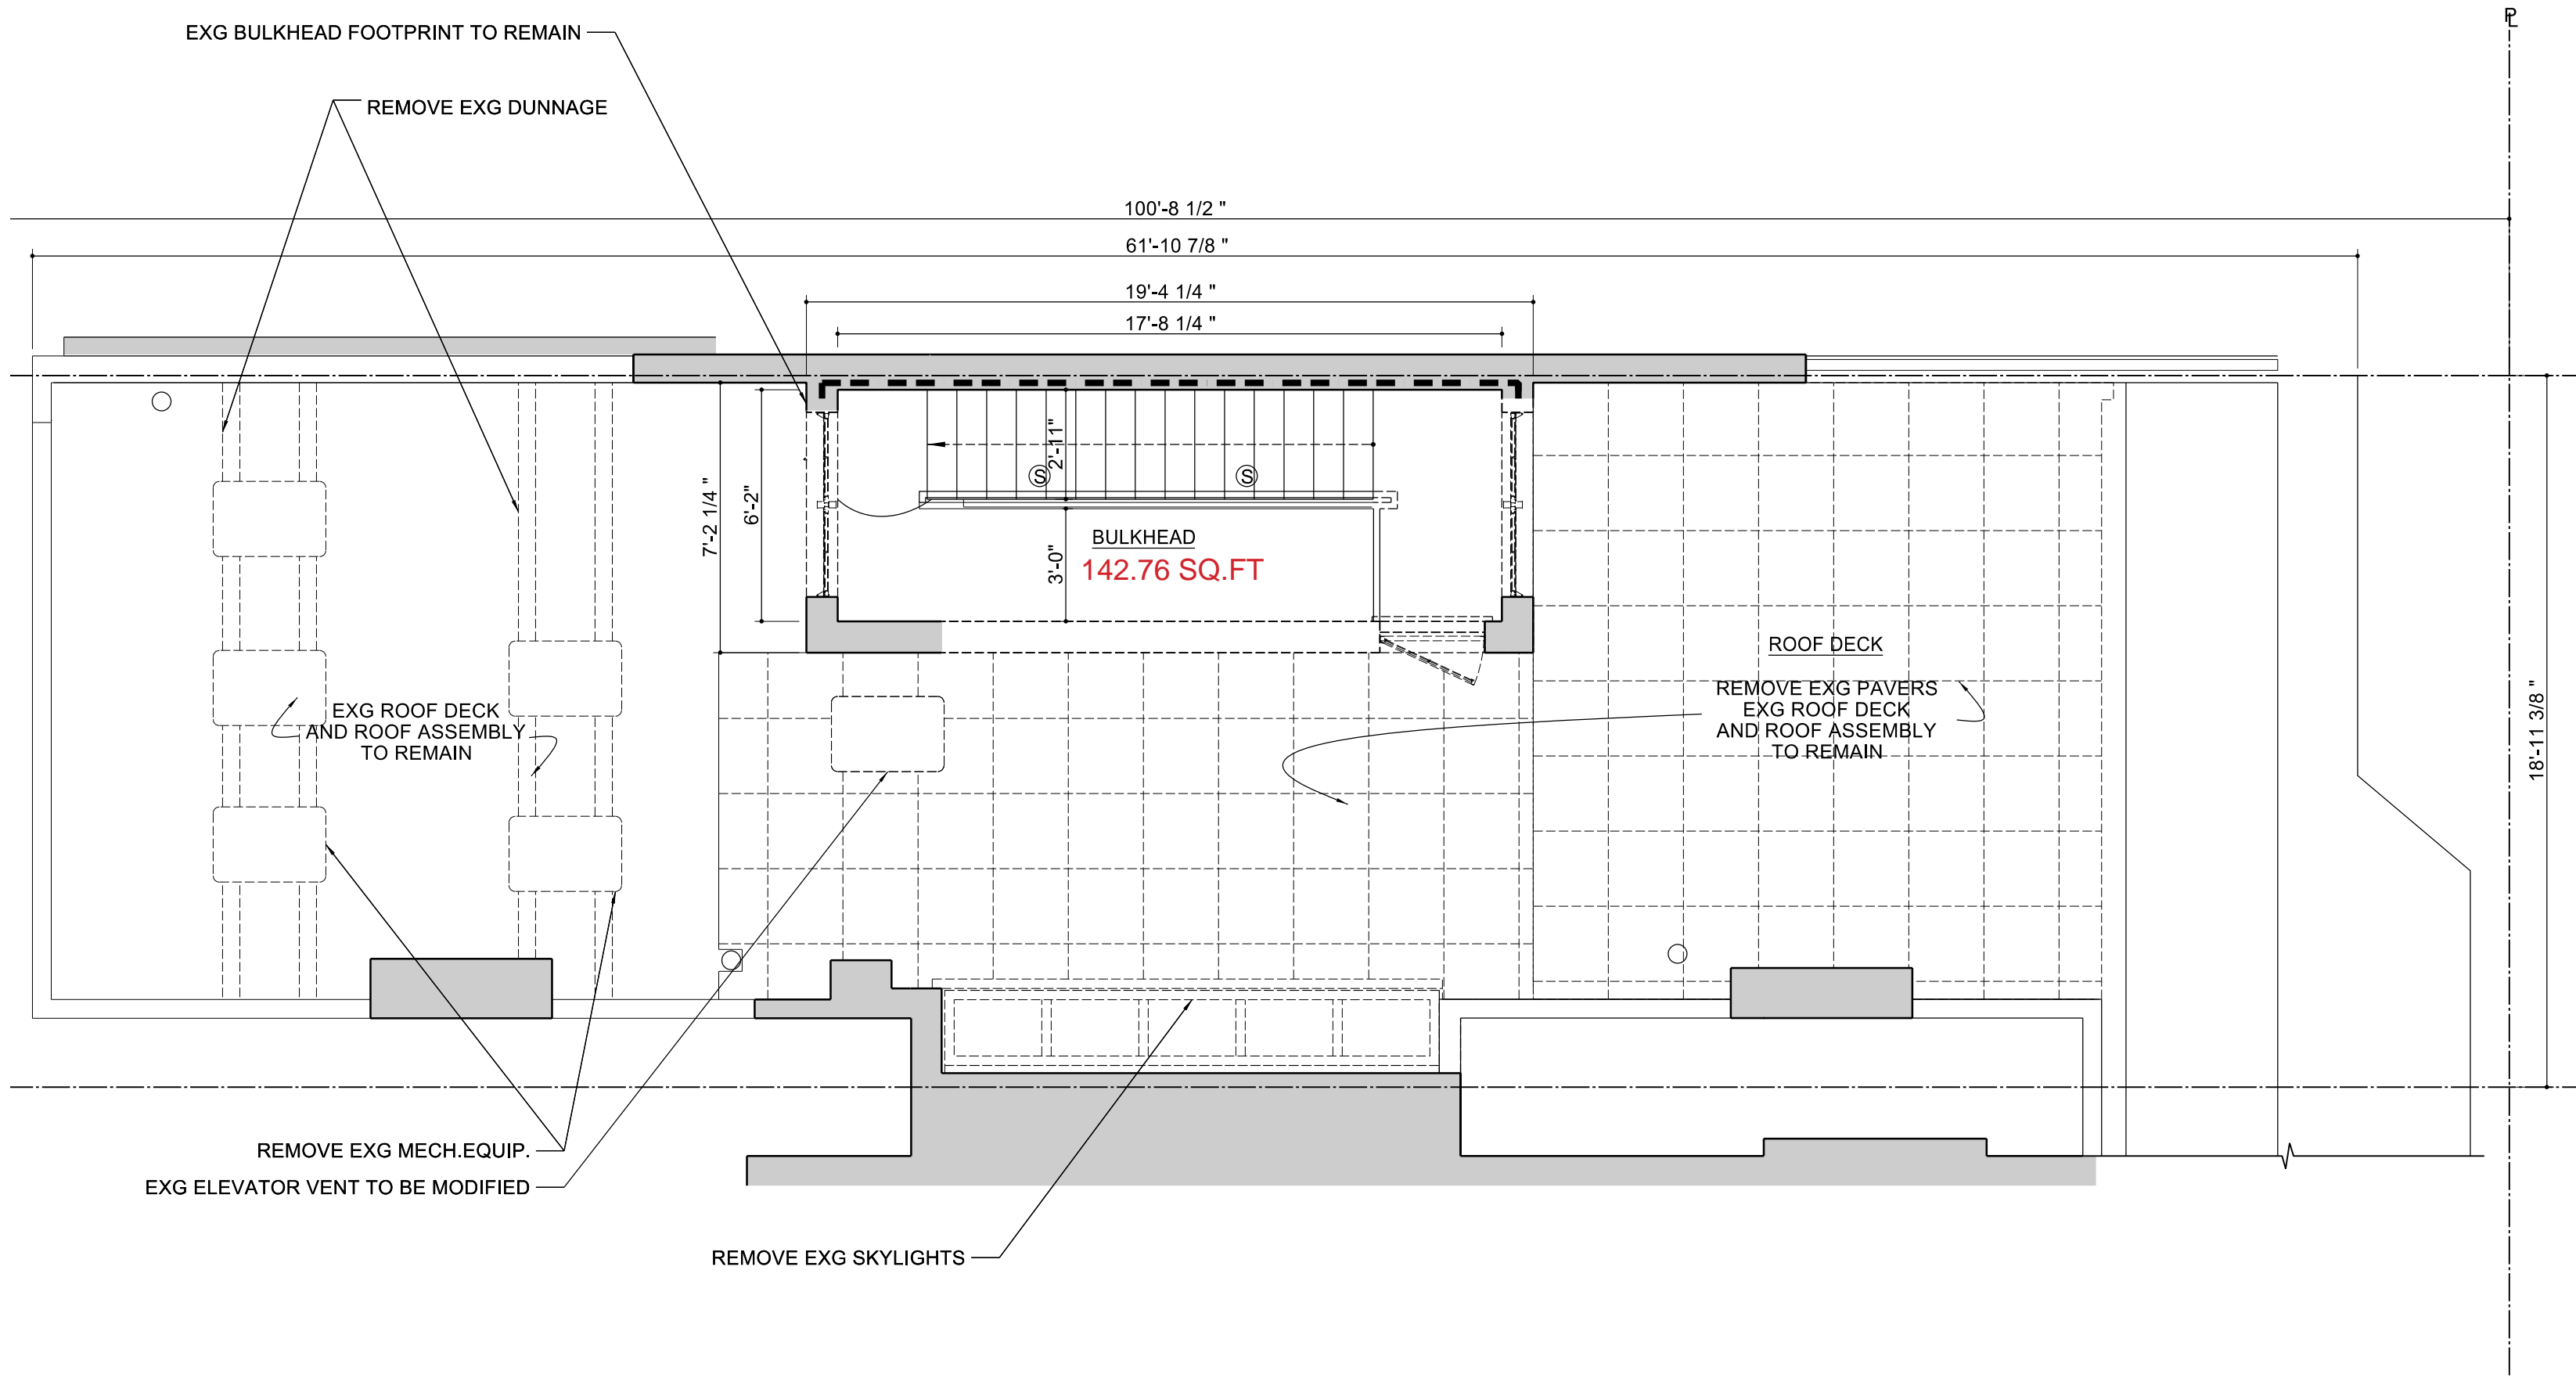 PL
EXG BULKHEAD FOOTPRINT TO REMAIN
REMOVE EXG DUNNAGE
100'-8 1/2 "
61'-10 7/8 "
19'-4 1/4 "
17'-8 1/4 "
2'-11"
S
S
7'-2 1/4 "
6'-2"
3'-0"
BULKHEAD
142.76 SQ.FT
ROOF DECK
REMOVE EXG PAVERS
EXG ROOF DECK
AND ROOF ASSEMBLY
TO REMAIN
EXG ROOF DECK
AND ROOF ASSEMBLY
TO REMAIN
18'-11 3/8 "
REMOVE EXG MECH.EQUIP.
EXG ELEVATOR VENT TO BE MODIFIED
REMOVE EXG SKYLIGHTS